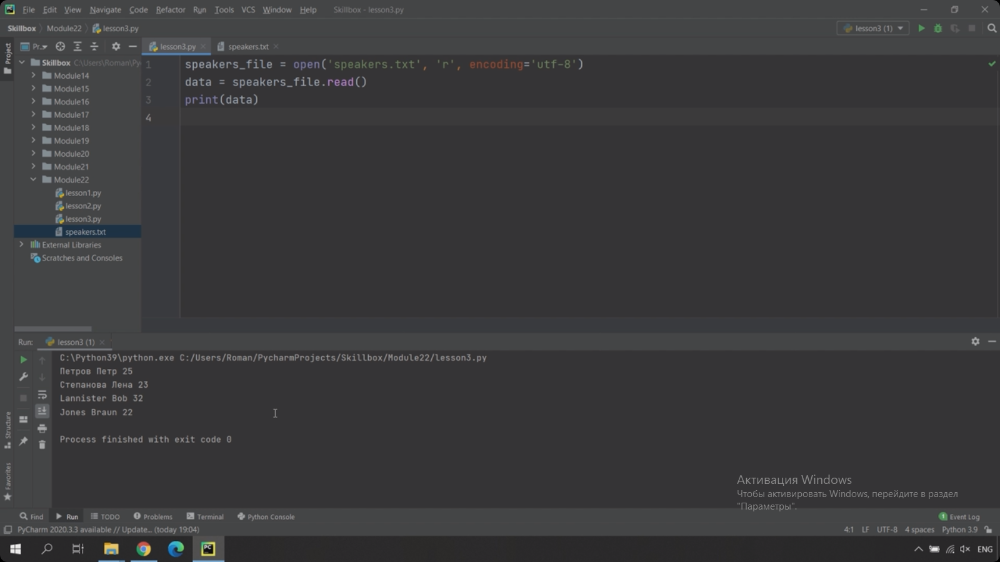 File Edit View Navigate Code Refactor Run Tools VCS Window Help Skillbox - lesson3.py
Skillbox Module22 lesson3.py lesson3 (1)
Project
Pr.. lesson3.py speakers.txt
Skillbox C:\Users\Roman\Py
Module14
Module15
Module16
Module17
Module18
Module19
Module20
Module21
Module22
lesson1.py
lesson2.py
lesson3.py
speakers.txt
External Libraries
Scratches and Consoles
1 speakers_file = open('speakers.txt', 'r', encoding='utf-8')
2 data = speakers_file.read()
3 print(data)
4
Run: lesson3 (1)
C:\Python39\python.exe C:/Users/Roman/PycharmProjects/Skillbox/Module22/lesson3.py
Петров Петр 25
Степанова Лена 23
Lannister Bob 32
Jones Braun 22
Process finished with exit code 0
Structure
Favorites
Активация Windows
Чтобы активировать Windows, перейдите в раздел
"Параметры".
Find Run TODO Problems Terminal Python Console 1 Event Log
PyCharm 2020.3.3 available // Update... (today 19:04) 4:1 LF UTF-8 4 spaces Python 3.9
PC ENG